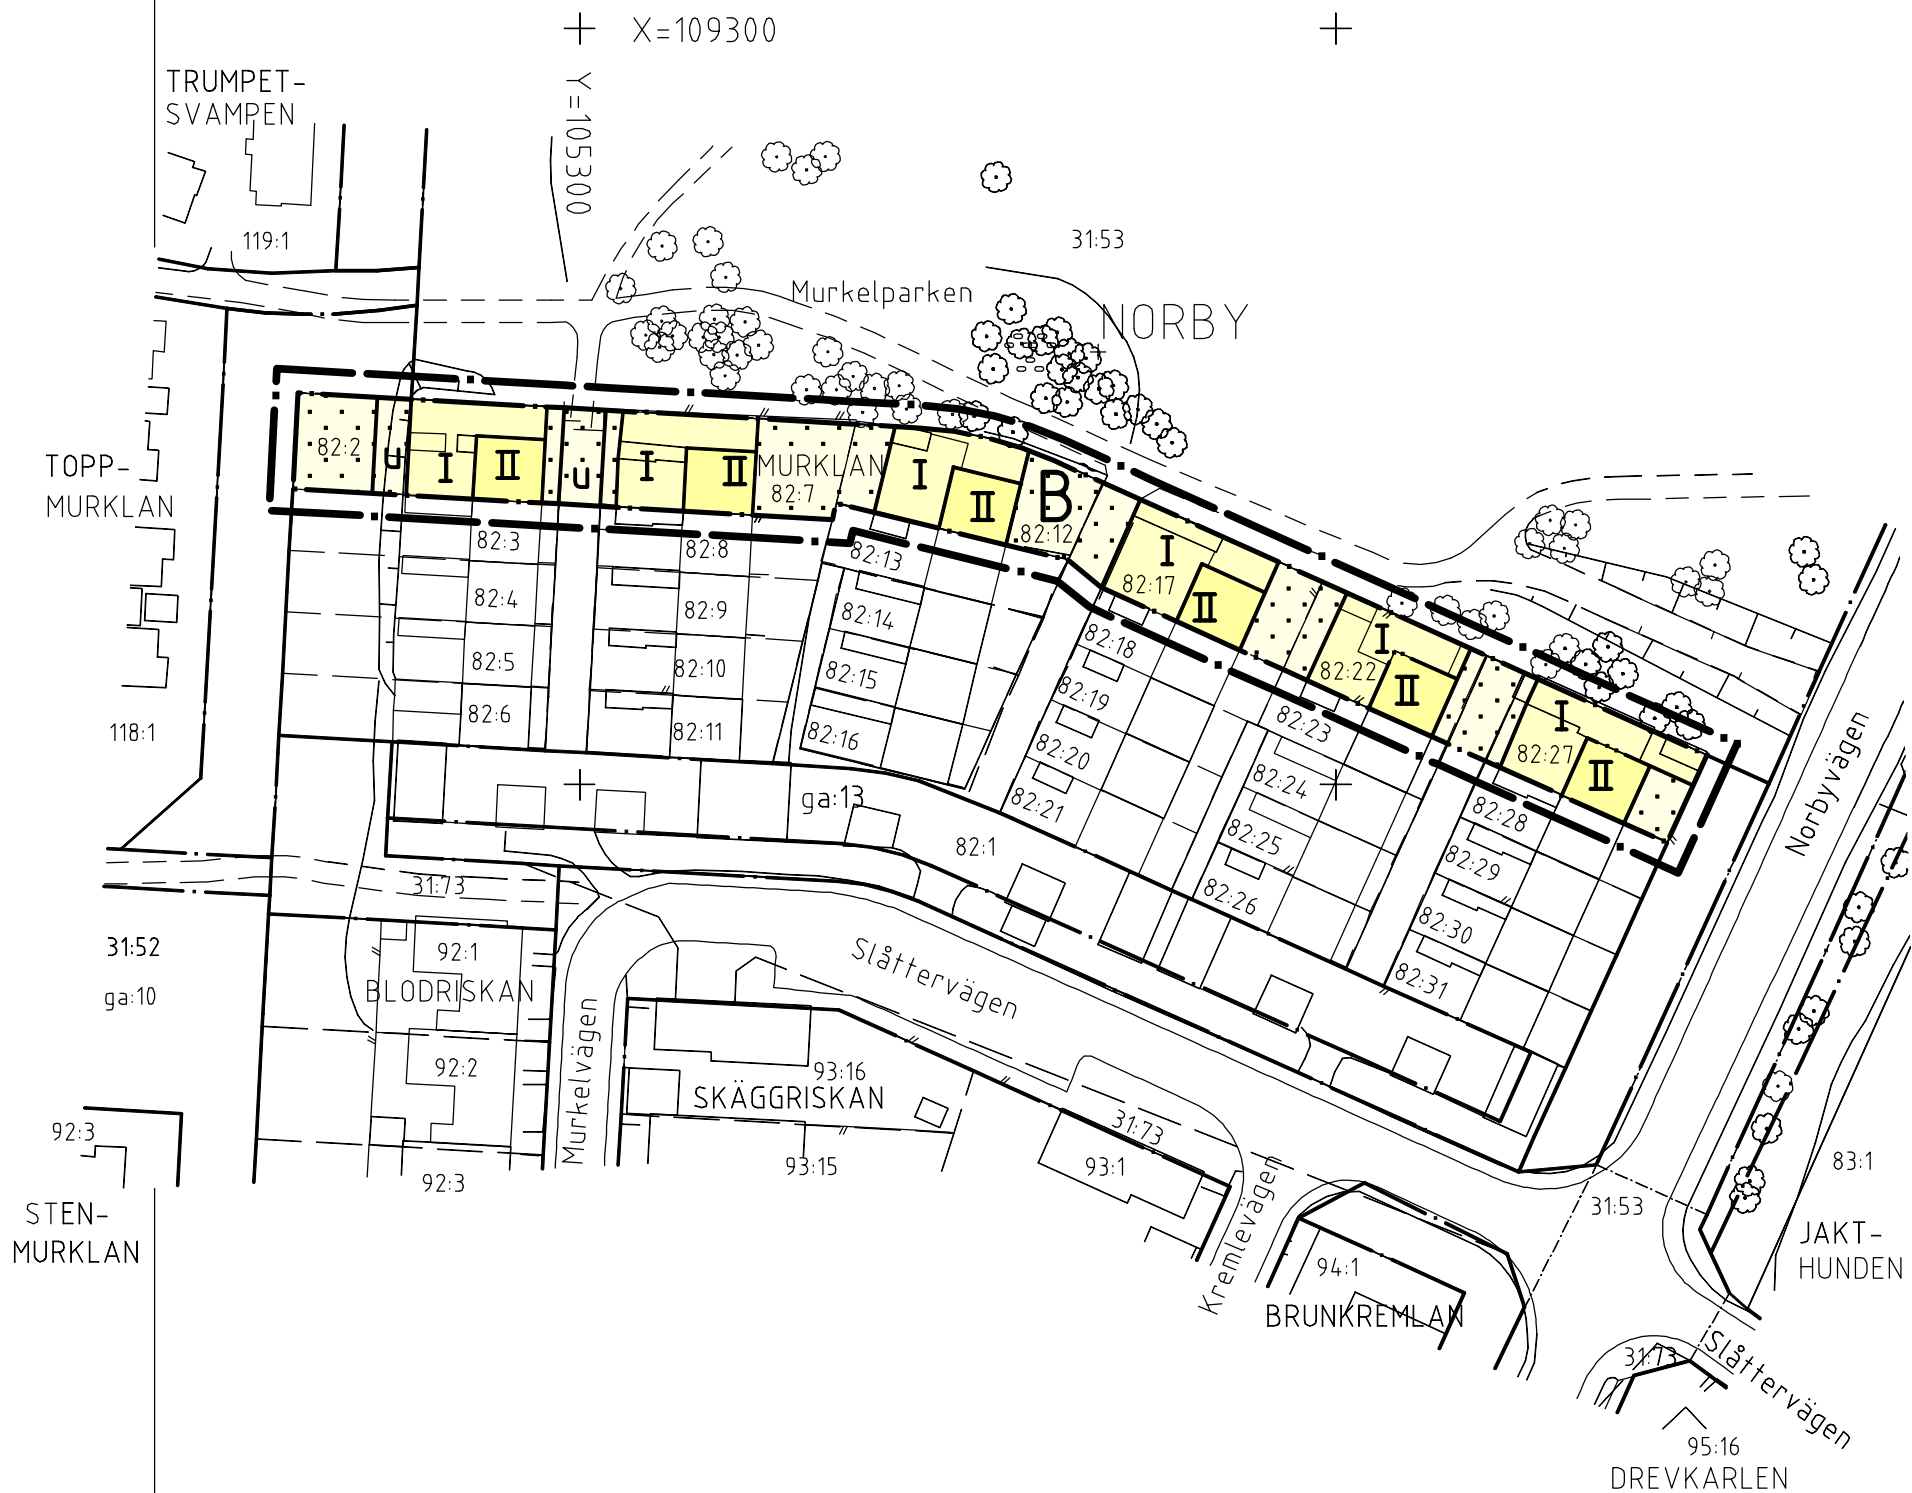 X=109300
Y=105300
TRUMPET-
SVAMPEN
119:1
31:53
Murkelparken
NORBY
TOPP-
MURKLAN
82:2
u
I
II
u
I
II
MURKLAN
82:7
I
II
B
82:12
I
82:17
II
I
82:22
II
I
82:27
II
82:3
82:4
82:5
82:6
82:8
82:9
82:10
82:11
82:13
82:14
82:15
82:16
82:18
82:19
82:20
82:21
82:23
82:24
82:25
82:26
82:28
82:29
82:30
82:31
118:1
ga:13
82:1
Norbyvägen
31:73
31:52
ga:10
92:1
BLODRISKAN
92:2
92:3
92:3
Murkelvägen
Slåttervägen
93:16
SKÄGGRISKAN
93:15
31:73
93:1
Kremlevägen
STEN-
MURKLAN
94:1
BRUNKREMLAN
31:53
83:1
JAKT-
HUNDEN
31:73
Slåttervägen
95:16
DREVKARLEN